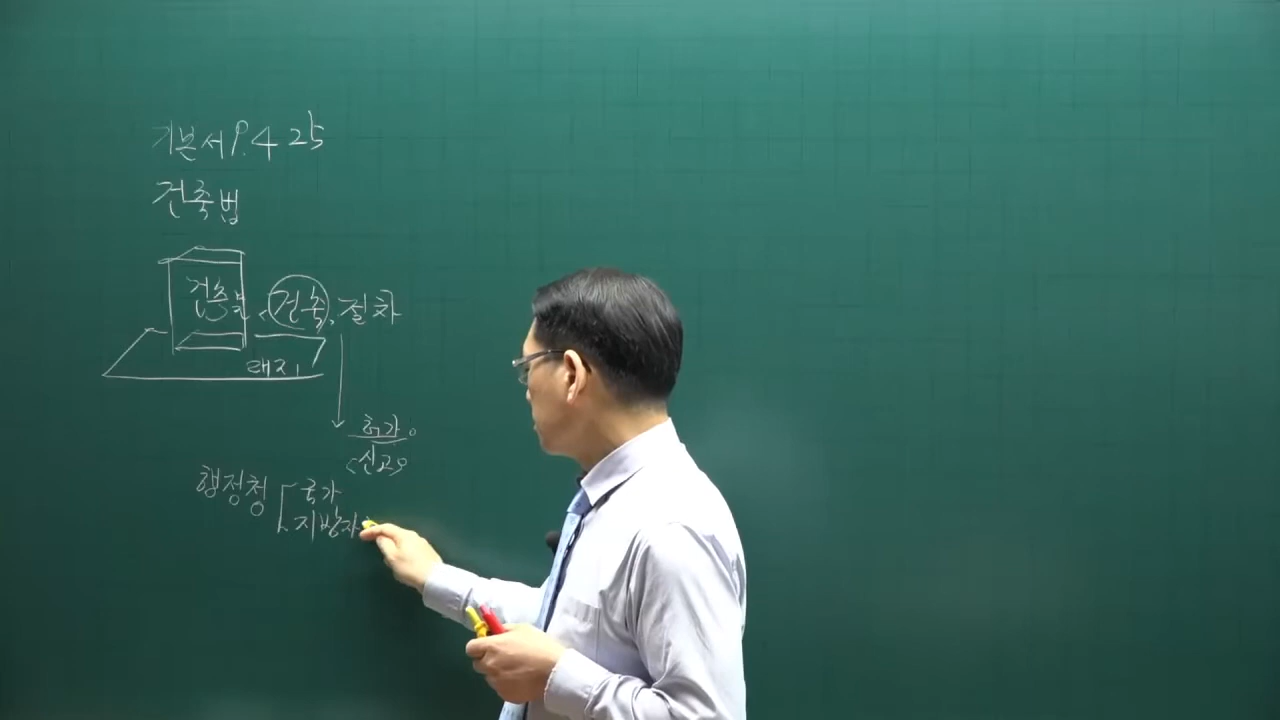 기본서 P.425
건축법
건축물, 건축, 절차
대지
허가
(신고)
행정청 국가
지방자